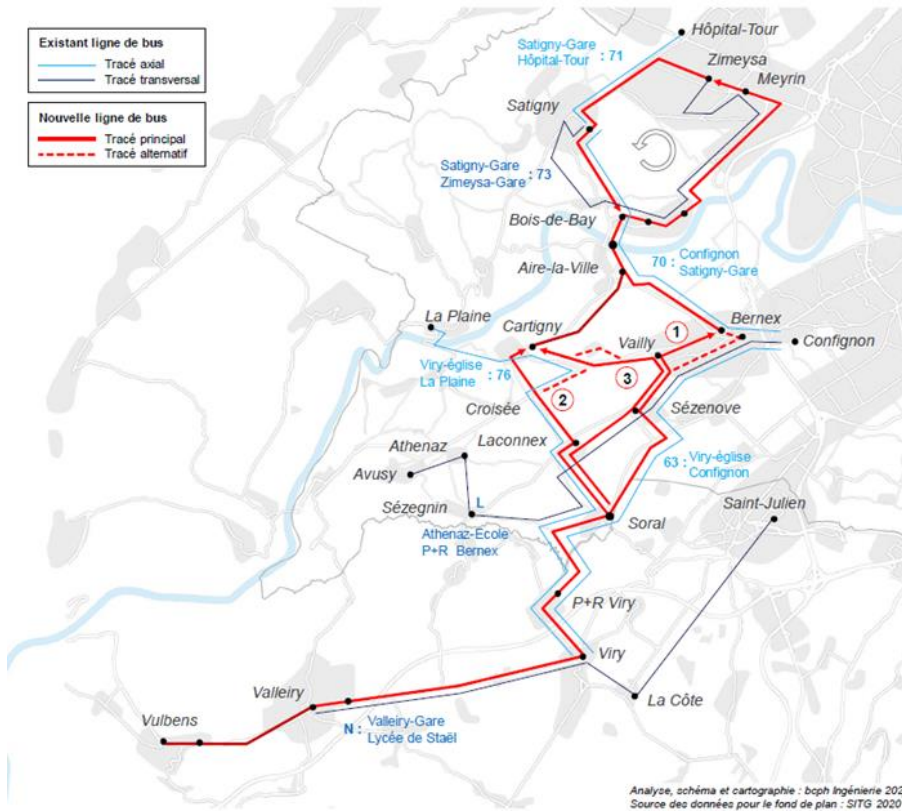 Existant ligne de bus
Tracé axial
Tracé transversal
Nouvelle ligne de bus
Tracé principal
Tracé alternatif
Hôpital-Tour
Satigny-Gare
Hôpital-Tour : 71
Zimeysa
Meyrin
Satigny
Satigny-Gare
Zimeysa-Gare : 73
Bois-de-Bay
Aire-la-Ville
70 : Confignon
Satigny-Gare
La Plaine
Cartigny
Vailly
1
Bernex
Confignon
Viry-église
La Plaine : 76
3
2
Croisée
Sézenove
Athenaz
Laconnex
Avusy
63 : Viry-église
Confignon
Sézegnin
L
Soral
Saint-Julien
Athenaz-Ecole
P+R Bernex
P+R Viry
Viry
La Côte
Valleiry
Vulbens
N : Valleiry-Gare
Lycée de Staël
Analyse, schéma et cartographie : bcph Ingénierie 202
Source des données pour le fond de plan : SITG 2020